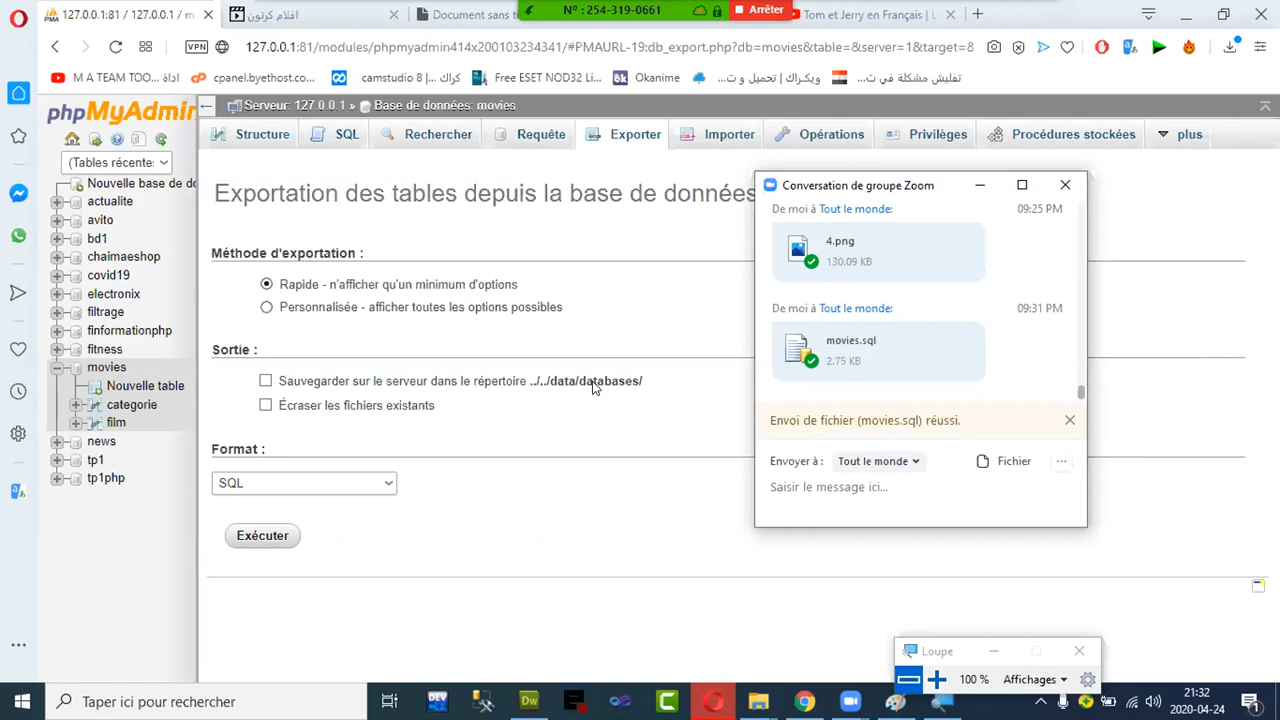 127.0.0.1:81 / 127.0.0.1 / m
افلام كرتون
Document sans ti
N° : 254-319-0661
Arrêter
Tom et Jerry en Français | L
VPN
127.0.0.1:81/modules/phpmyadmin414x200103234341/#PMAURL-19:db_export.php?db=movies&table=&server=1&target=8
M A TEAM TOO... اداة
cpanel.byethost.co...
camstudio 8 | كراك
Free ESET NOD32 Li...
Okanime
ويكـراك | تحميل و ت...
تفليش مشكلة في ت...
phpMyAdmin
(Tables récente:
Nouvelle base de do
actualite
avito
bd1
chaimaeshop
covid19
electronix
filtrage
finformationphp
fitness
movies
Nouvelle table
categorie
film
news
tp1
tp1php
Serveur: 127.0.0.1 » Base de données: movies
Structure
SQL
Rechercher
Requête
Exporter
Importer
Opérations
Privilèges
Procédures stockées
plus
Exportation des tables depuis la base de données
Méthode d'exportation :
Rapide - n'afficher qu'un minimum d'options
Personnalisée - afficher toutes les options possibles
Sortie :
Sauvegarder sur le serveur dans le répertoire ../../data/databases/
Écraser les fichiers existants
Format :
SQL
Exécuter
Conversation de groupe Zoom
De moi à Tout le monde: 09:25 PM
4.png
130.09 KB
De moi à Tout le monde: 09:31 PM
movies.sql
2.75 KB
Envoi de fichier (movies.sql) réussi.
Envoyer à : Tout le monde Fichier
Saisir le message ici...
Loupe
100 % Affichages
Taper ici pour rechercher
21:32
2020-04-24